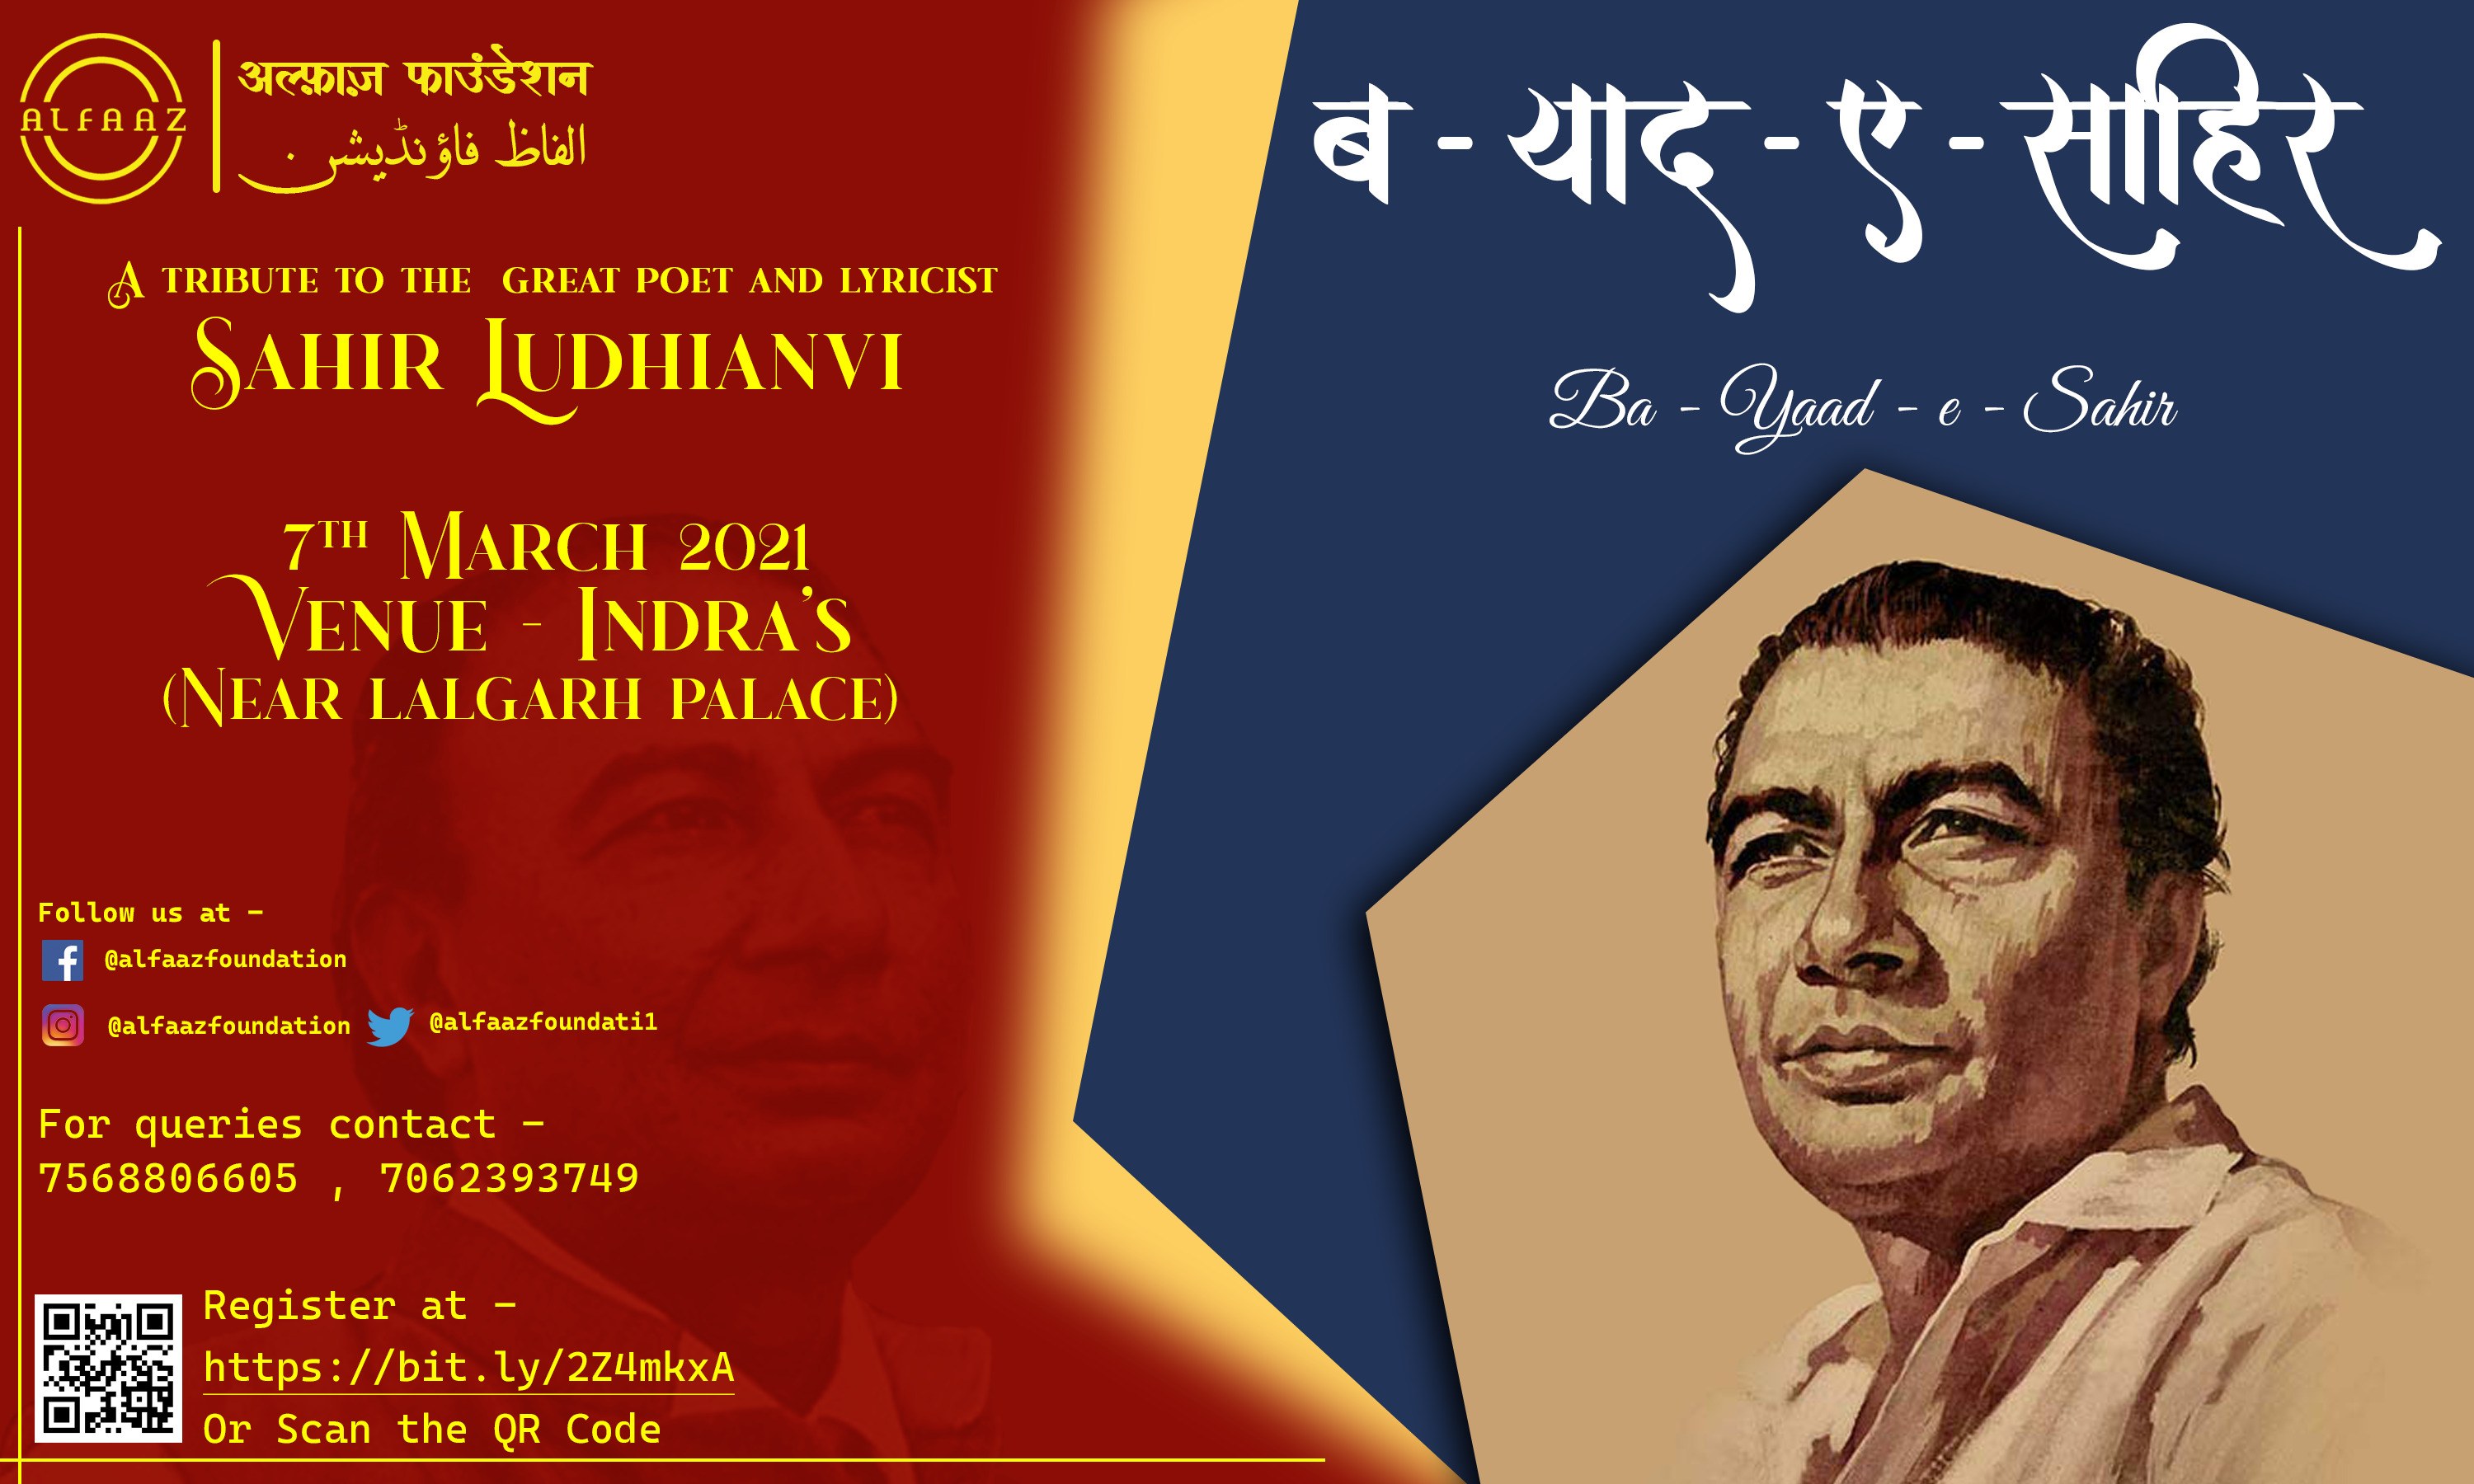 ALFAAZ
अल्फ़ाज़ फाउंडेशन
الفاظ فاؤنڈیشن
A tribute to the great poet and lyricist
Sahir Ludhianvi
7th March 2021
Venue - Indra's
(Near lalgarh palace)
Follow us at -
@alfaazfoundation
@alfaazfoundation
@alfaazfoundati1
For queries contact -
7568806605 , 7062393749
Register at -
https://bit.ly/2Z4mkxA
Or Scan the QR Code
ब - याद - ए - साहिर
Ba - Yaad - e - Sahir